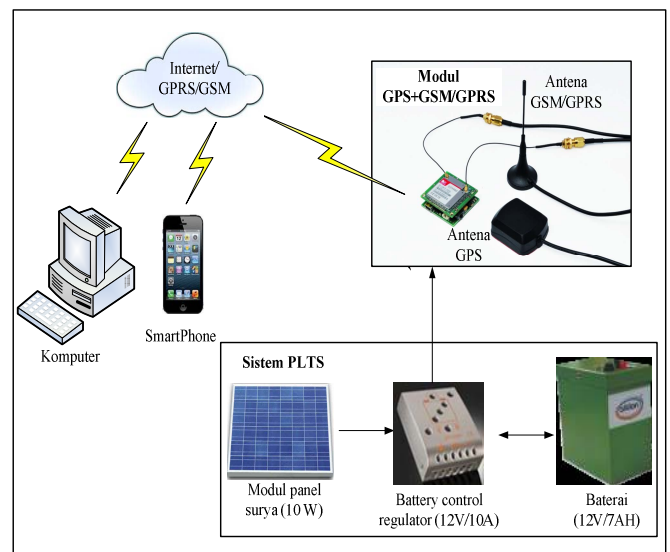 Internet/
GPRS/GSM
Modul
GPS+GSM/GPRS
Antena
GSM/GPRS
Antena
GPS
Komputer
SmartPhone
Sistem PLTS
Modul panel
surya (10 W)
Battery control
regulator (12V/10A)
Baterai
(12V/7AH)